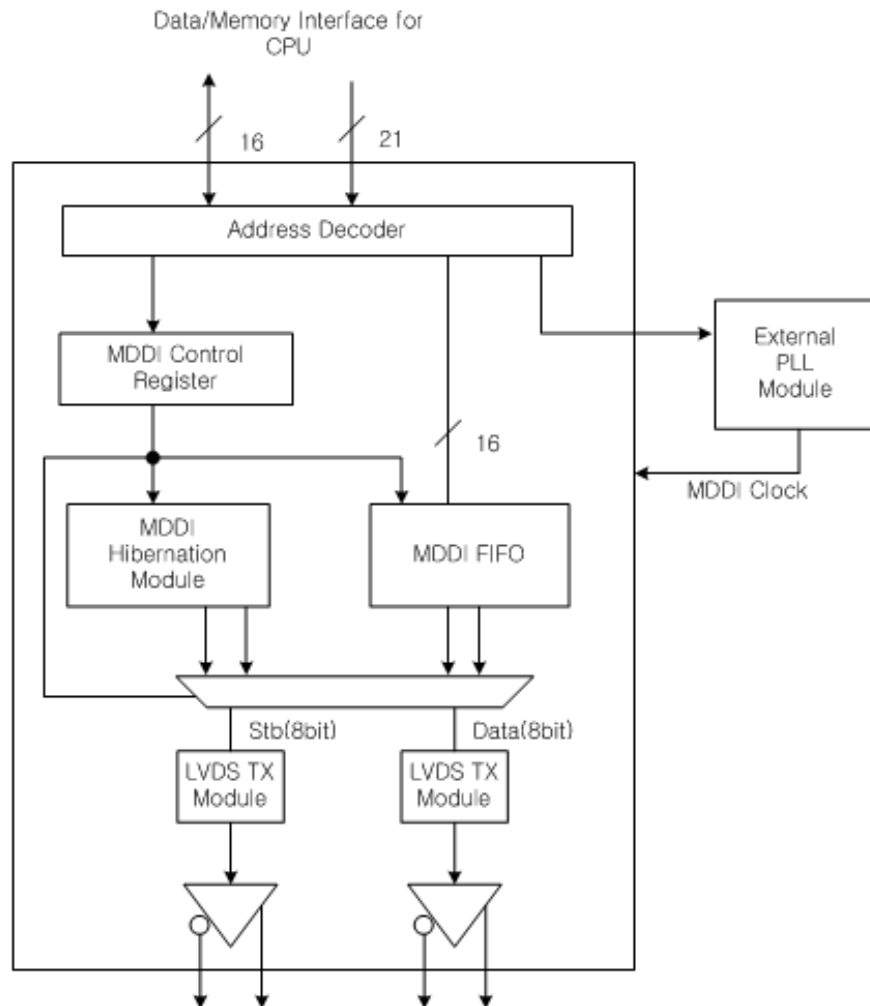 Data/Memory Interface for
CPU
16
21
Address Decoder
MDDI Control
Register
External
PLL
Module
16
MDDI Clock
MDDI
Hibernation
Module
MDDI FIFO
Stb(8bit)
Data(8bit)
LVDS TX
Module
LVDS TX
Module